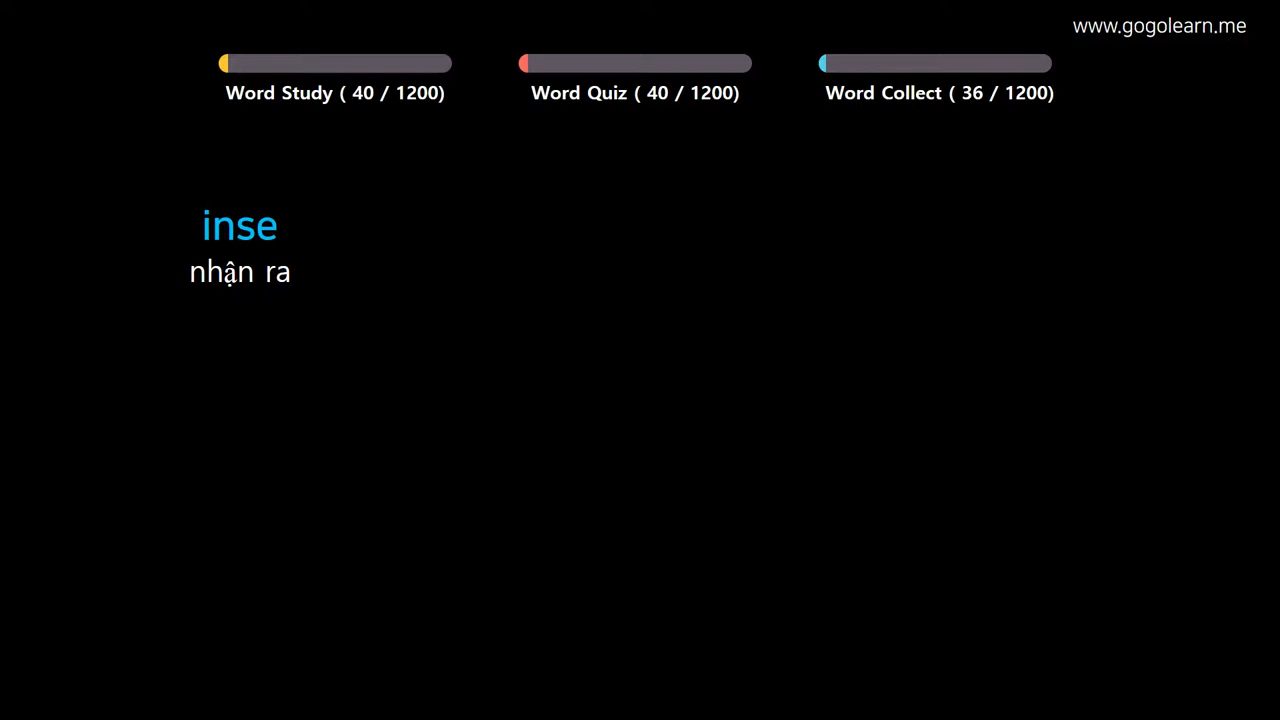 www.gogolearn.me
Word Study ( 40 / 1200)
Word Quiz ( 40 / 1200)
Word Collect ( 36 / 1200)
inse
nhận ra